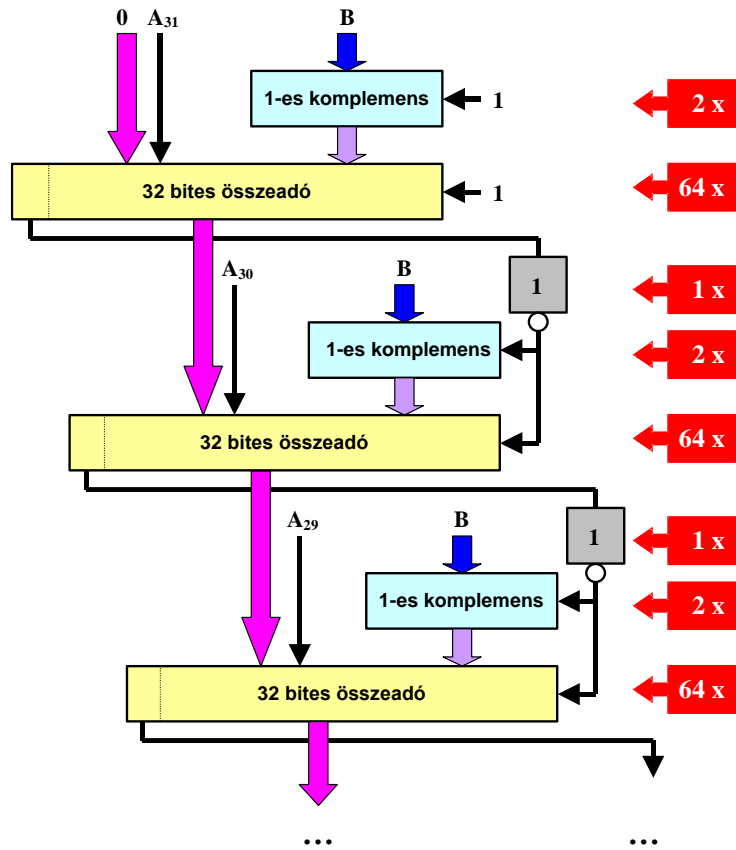 0 A₃₁ B
1-es komplemens 1 2 x
32 bites összeadó 1 64 x
A₃₀ B 1 1 x
1-es komplemens 2 x
32 bites összeadó 64 x
A₂₉ B 1 1 x
1-es komplemens 2 x
32 bites összeadó 64 x
... ...